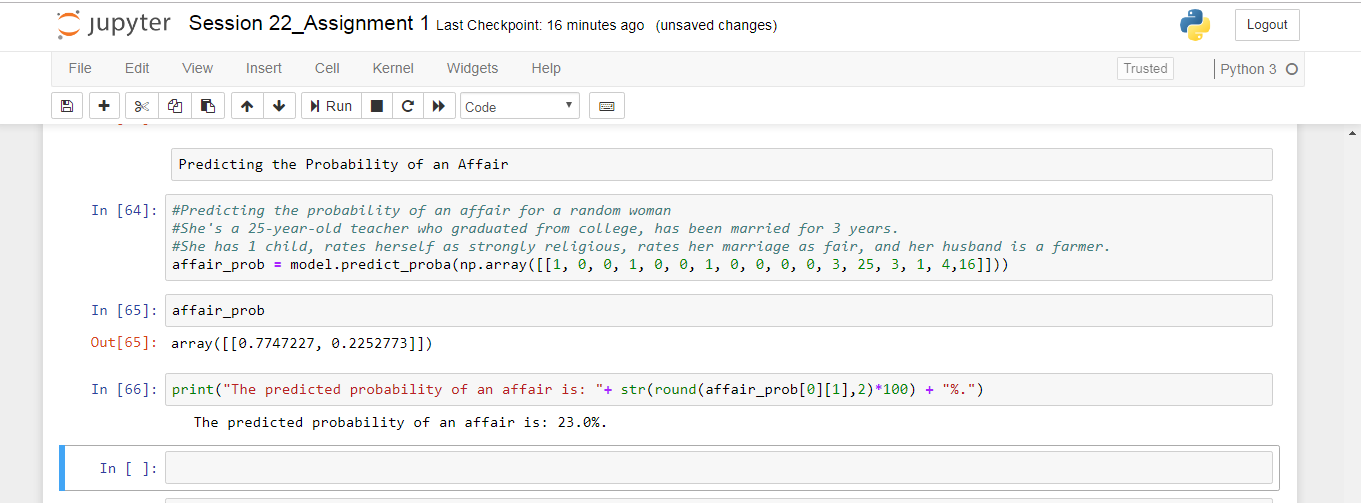 jupyter Session 22_Assignment 1 Last Checkpoint: 16 minutes ago (unsaved changes) Logout
File Edit View Insert Cell Kernel Widgets Help Trusted Python 3
Run Code
Predicting the Probability of an Affair
In [64]: #Predicting the probability of an affair for a random woman
#She's a 25-year-old teacher who graduated from college, has been married for 3 years.
#She has 1 child, rates herself as strongly religious, rates her marriage as fair, and her husband is a farmer.
affair_prob = model.predict_proba(np.array([[1, 0, 0, 1, 0, 0, 1, 0, 0, 0, 0, 3, 25, 3, 1, 4,16]]))
In [65]: affair_prob
Out[65]: array([[0.7747227, 0.2252773]])
In [66]: print("The predicted probability of an affair is: "+ str(round(affair_prob[0][1],2)*100) + "%.")
The predicted probability of an affair is: 23.0%.
In [ ]: